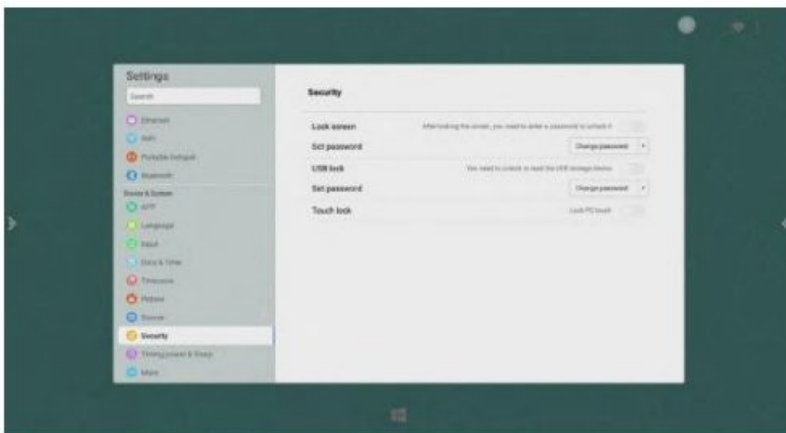 Settings
Search
Ethernet
WiFi
Portable hotspot
Bluetooth
Device & Screen
APP
Language
Input
Date & Time
Timezone
Picture
Source
Security
Timing power & Sleep
More
Security
Lock screen After locking the screen, you need to enter a password to unlock it
Set password Change password
USB lock You need to unlock to read the USB storage device
Set password Change password
Touch lock Lock PC touch